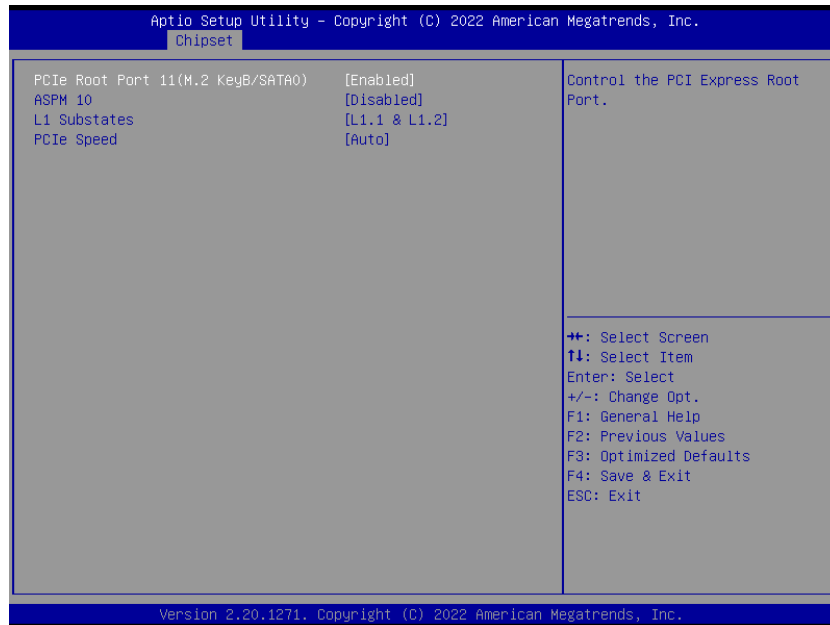 Aptio Setup Utility – Copyright (C) 2022 American Megatrends, Inc.
Chipset
PCIe Root Port 11(M.2 KeyB/SATA0) [Enabled]
ASPM 10 [Disabled]
L1 Substates [L1.1 & L1.2]
PCIe Speed [Auto]
Control the PCI Express Root
Port.
→←: Select Screen
↑↓: Select Item
Enter: Select
+/-: Change Opt.
F1: General Help
F2: Previous Values
F3: Optimized Defaults
F4: Save & Exit
ESC: Exit
Version 2.20.1271. Copyright (C) 2022 American Megatrends, Inc.